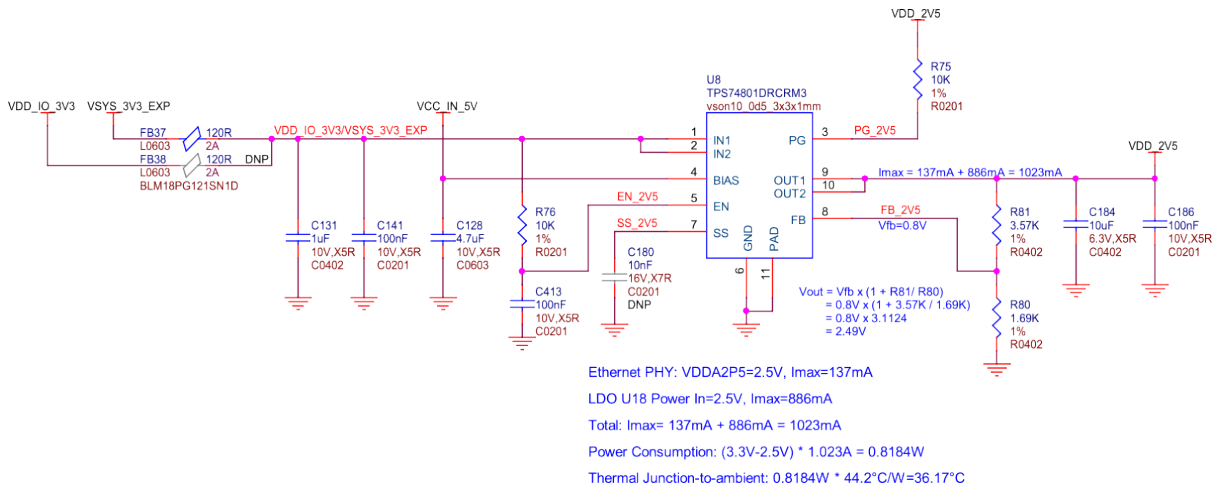 VDD_2V5
R75
10K
1%
R0201
U8
TPS74801DRCRM3
vson10_0d5_3x3x1mm
VDD_IO_3V3
VSYS_3V3_EXP
VCC_IN_5V
FB37
120R
L0603
2A
VDD_IO_3V3/VSYS_3V3_EXP
FB38
120R
DNP
L0603
2A
BLM18PG121SN1D
1
IN1
2
IN2
4
BIAS
5
EN
7
SS
PG
3
PG_2V5
OUT1
9
OUT2
10
FB
8
GND
6
PAD
11
Imax = 137mA + 886mA = 1023mA
VDD_2V5
EN_2V5
SS_2V5
FB_2V5
Vfb=0.8V
C131
1uF
10V,X5R
C0402
C141
100nF
10V,X5R
C0201
C128
4.7uF
10V,X5R
C0603
R76
10K
1%
R0201
C413
100nF
10V,X5R
C0201
C180
10nF
16V,X7R
C0201
DNP
R81
3.57K
1%
R0402
C184
10uF
6.3V,X5R
C0402
C186
100nF
10V,X5R
C0201
R80
1.69K
1%
R0402
Vout = Vfb x (1 + R81/ R80)
= 0.8V x (1 + 3.57K / 1.69K)
= 0.8V x 3.1124
= 2.49V
Ethernet PHY: VDDA2P5=2.5V, Imax=137mA
LDO U18 Power In=2.5V, Imax=886mA
Total: Imax= 137mA + 886mA = 1023mA
Power Consumption: (3.3V-2.5V) * 1.023A = 0.8184W
Thermal Junction-to-ambient: 0.8184W * 44.2°C/W=36.17°C